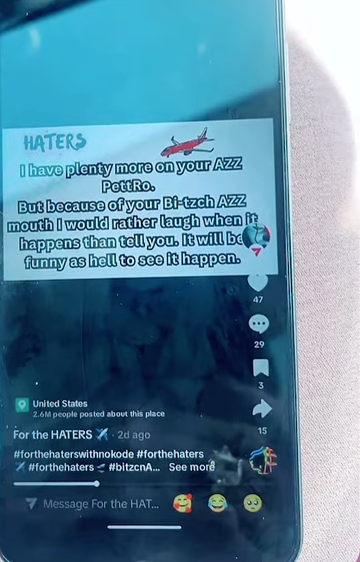 HATERS
I have plenty more on your AZZ
PettRo.
But because of your Bi-tzch AZZ
mouth I would rather laugh when it
happens than tell you. It will be
funny as hell to see it happen.
47
29
3
15
United States
2.6M people posted about this place
For the HATERS ✈️ · 2d ago
#forthehaterswithnokode #forthehaters
✈️ #forthehaters #bitzcnA... See more
Message For the HAT...